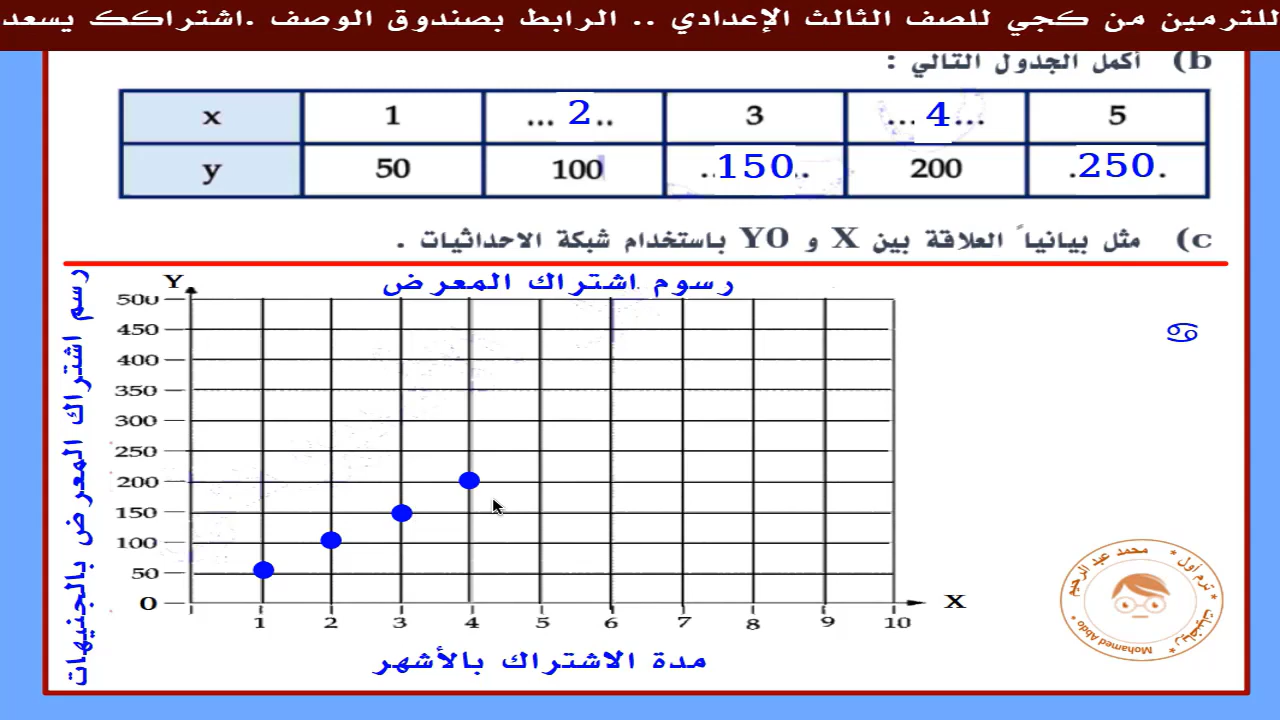 للترمين من كجي للصف الثالث الإعدادي .. الرابط بصندوق الوصف .اشتراكك يسعد
b) أكمل الجدول التالي :
x 1 ... 2 .. 3 ... 4 ... 5
y 50 100 ..150.. 200 .250.
c) مثل بيانياً العلاقة بين X و YO باستخدام شبكة الاحداثيات .
رسوم اشتراك المعرض
Y
500
450
400
350
300
250
200
150
100
50
0
1 2 3 4 5 6 7 8 9 10
X
رسم اشتراك المعرض بالجنيهات
مدة الاشتراك بالأشهر
محمد عبد الرحيم * ترم أول * رياضيات * Mohamed Abdo *